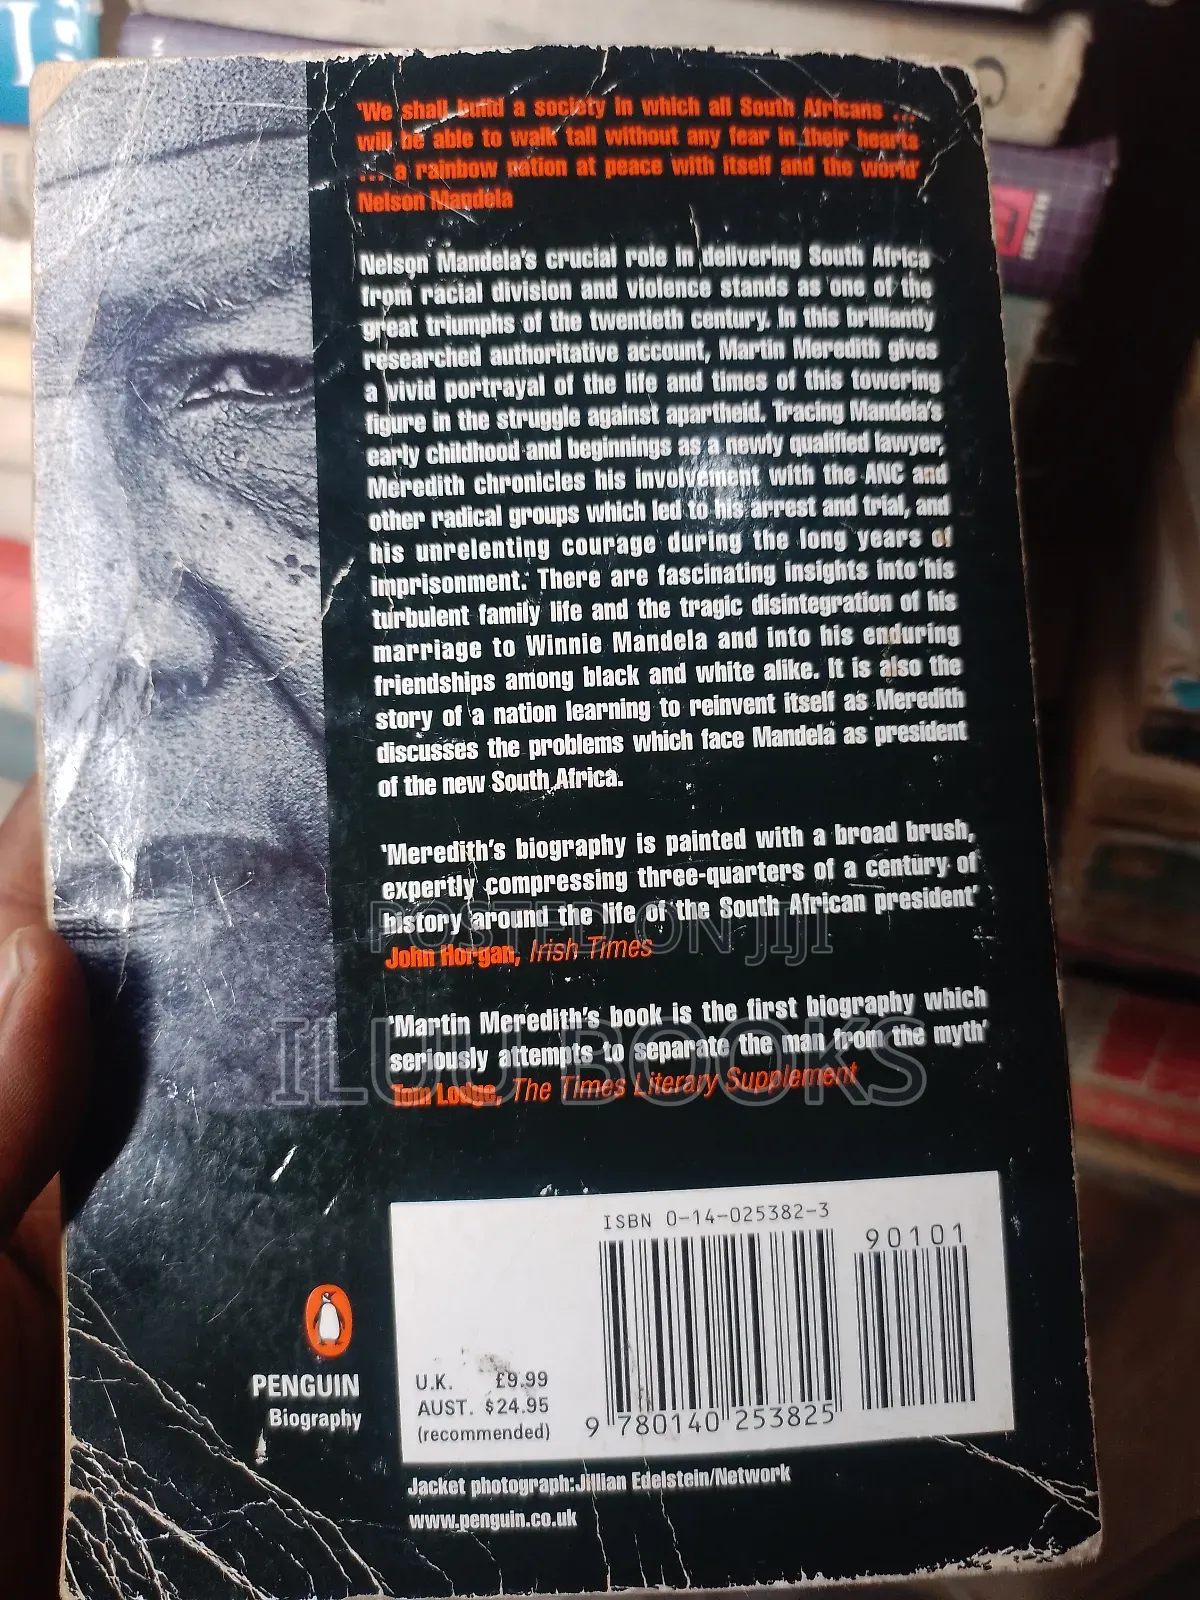 'We shall build a society in which all South Africans ...
will be able to walk tall without any fear in their hearts
... a rainbow nation at peace with itself and the world'
Nelson Mandela
Nelson Mandela's crucial role in delivering South Africa
from racial division and violence stands as one of the
great triumphs of the twentieth century. In this brilliantly
researched authoritative account, Martin Meredith gives
a vivid portrayal of the life and times of this towering
figure in the struggle against apartheid. Tracing Mandela's
early childhood and beginnings as a newly qualified lawyer,
Meredith chronicles his involvement with the ANC and
other radical groups which led to his arrest and trial, and
his unrelenting courage during the long years of
imprisonment. There are fascinating insights into his
turbulent family life and the tragic disintegration of his
marriage to Winnie Mandela and into his enduring
friendships among black and white alike. It is also the
story of a nation learning to reinvent itself as Meredith
discusses the problems which face Mandela as president
of the new South Africa.
'Meredith's biography is painted with a broad brush,
expertly compressing three-quarters of a century of
history around the life of the South African president'
John Horgan, Irish Times
'Martin Meredith's book is the first biography which
seriously attempts to separate the man from the myth'
Tom Lodge, The Times Literary Supplement
POSTED ON JIJI
ILUJ BOOKS
ISBN 0-14-025382-3
90101
U.K. £9.99
AUST. $24.95
(recommended)
9 780140 253825
PENGUIN
Biography
Jacket photograph: Jillian Edelstein/Network
www.penguin.co.uk
HEATH